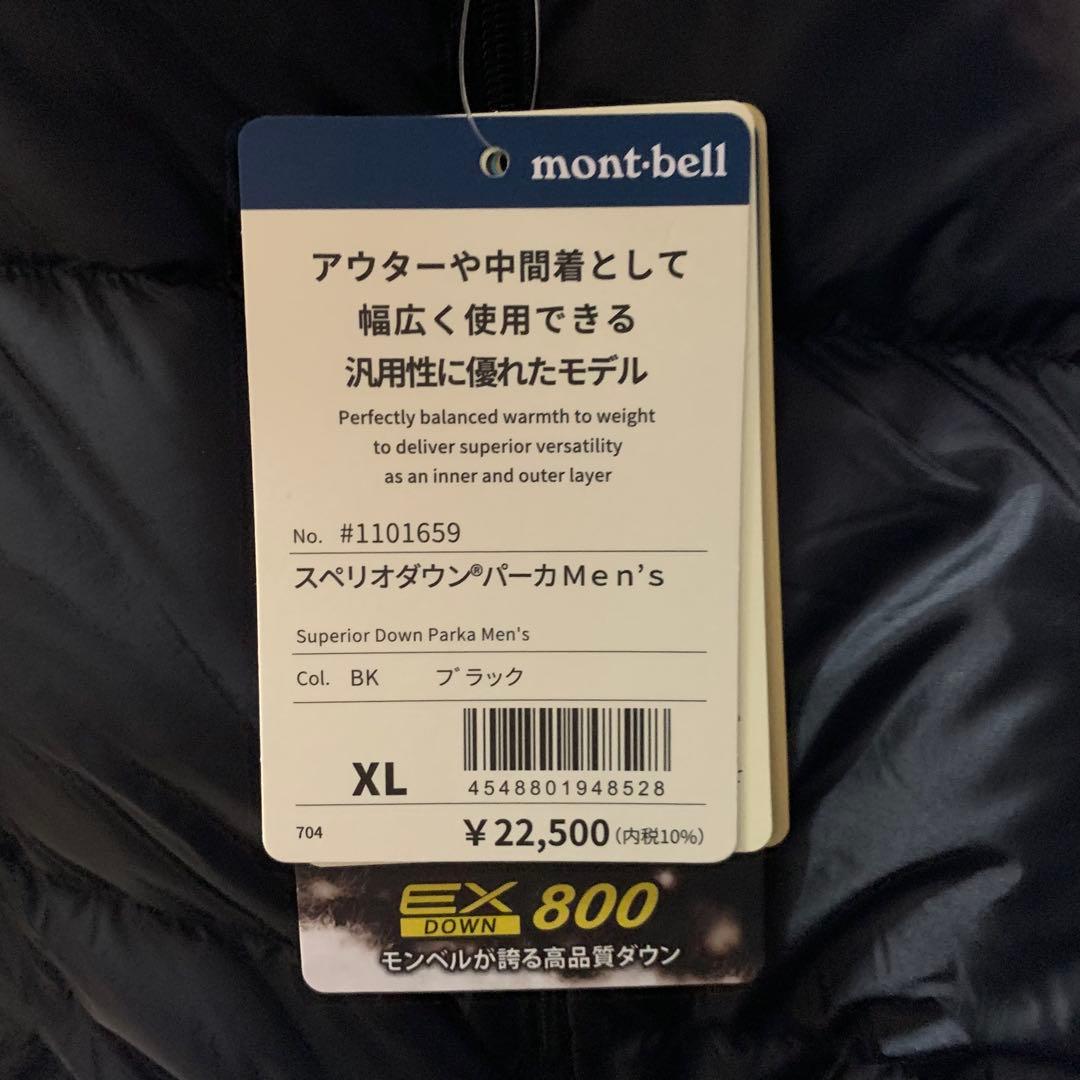 mont·bell
アウターや中間着として
幅広く使用できる
汎用性に優れたモデル
Perfectly balanced warmth to weight
to deliver superior versatility
as an inner and outer layer
No. #1101659
スペリオダウン®パーカMen's
Superior Down Parka Men's
Col. BK ブラック
XL
4548801948528
704 ¥22,500(内税10%)
EX DOWN 800
モンベルが誇る高品質ダウン